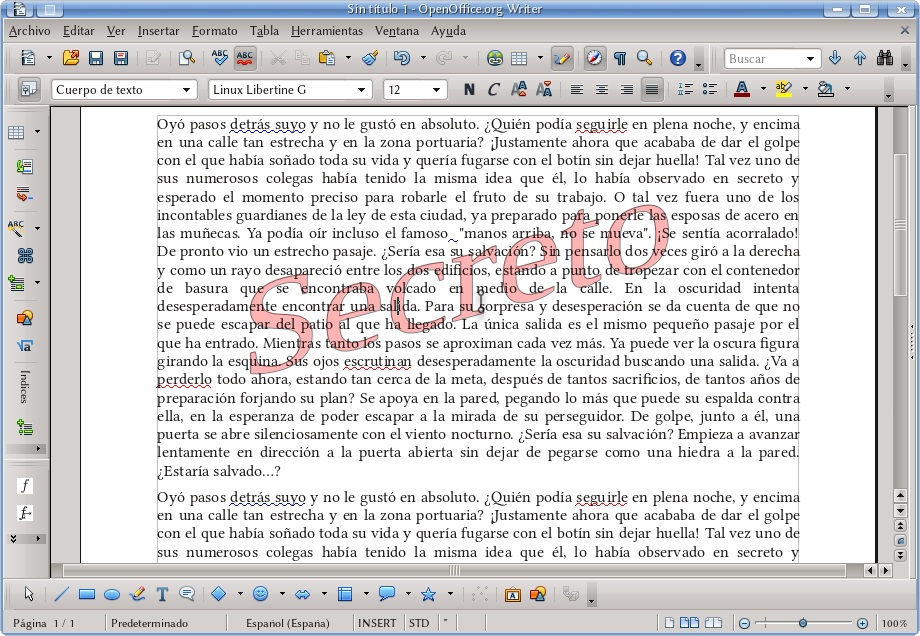 Sin título 1 - OpenOffice.org Writer
Archivo Editar Ver Insertar Formato Tabla Herramientas Ventana Ayuda
Buscar
Cuerpo de texto Linux Libertine G 12
Oyó pasos detrás suyo y no le gustó en absoluto. ¿Quién podía seguirle en plena noche, y encima
en una calle tan estrecha y en la zona portuaria? ¡Justamente ahora que acababa de dar el golpe
con el que había soñado toda su vida y quería fugarse con el botín sin dejar huella! Tal vez uno de
sus numerosos colegas había tenido la misma idea que él, lo había observado en secreto y
esperado el momento preciso para robarle el fruto de su trabajo. O tal vez fuera uno de los
incontables guardianes de la ley de esta ciudad, ya preparado para ponerle las esposas de acero en
las muñecas. Ya podía oír incluso el famoso "manos arriba, no se mueva". ¡Se sentía acorralado!
De pronto vio un estrecho pasaje. ¿Sería esa su salvación? Sin pensarlo dos veces giró a la derecha
y como un rayo desapareció entre los dos edificios, estando a punto de tropezar con el contenedor
de basura que se encontraba volcado en medio de la calle. En la oscuridad intenta
desesperadamente encontrar una salida. Para su sorpresa y desesperación se da cuenta de que no
se puede escapar del patio al que ha llegado. La única salida es el mismo pequeño pasaje por el
que ha entrado. Mientras tanto los pasos se aproximan cada vez más. Ya puede ver la oscura figura
girando la esquina. Sus ojos escrutinan desesperadamente la oscuridad buscando una salida. ¿Va a
perderlo todo ahora, estando tan cerca de la meta, después de tantos sacrificios, de tantos años de
preparación forjando su plan? Se apoya en la pared, pegando lo más que puede su espalda contra
ella, en la esperanza de poder escapar a la mirada de su perseguidor. De golpe, junto a él, una
puerta se abre silenciosamente con el viento nocturno. ¿Sería esa su salvación? Empieza a avanzar
lentamente en dirección a la puerta abierta sin dejar de pegarse como una hiedra a la pared.
¿Estaría salvado...?
Secreto
Oyó pasos detrás suyo y no le gustó en absoluto. ¿Quién podía seguirle en plena noche, y encima
en una calle tan estrecha y en la zona portuaria? ¡Justamente ahora que acababa de dar el golpe
con el que había soñado toda su vida y quería fugarse con el botín sin dejar huella! Tal vez uno de
sus numerosos colegas había tenido la misma idea que él, lo había observado en secreto y
Índices
Página 1 / 1 Predeterminado Español (España) INSERT STD * 100%